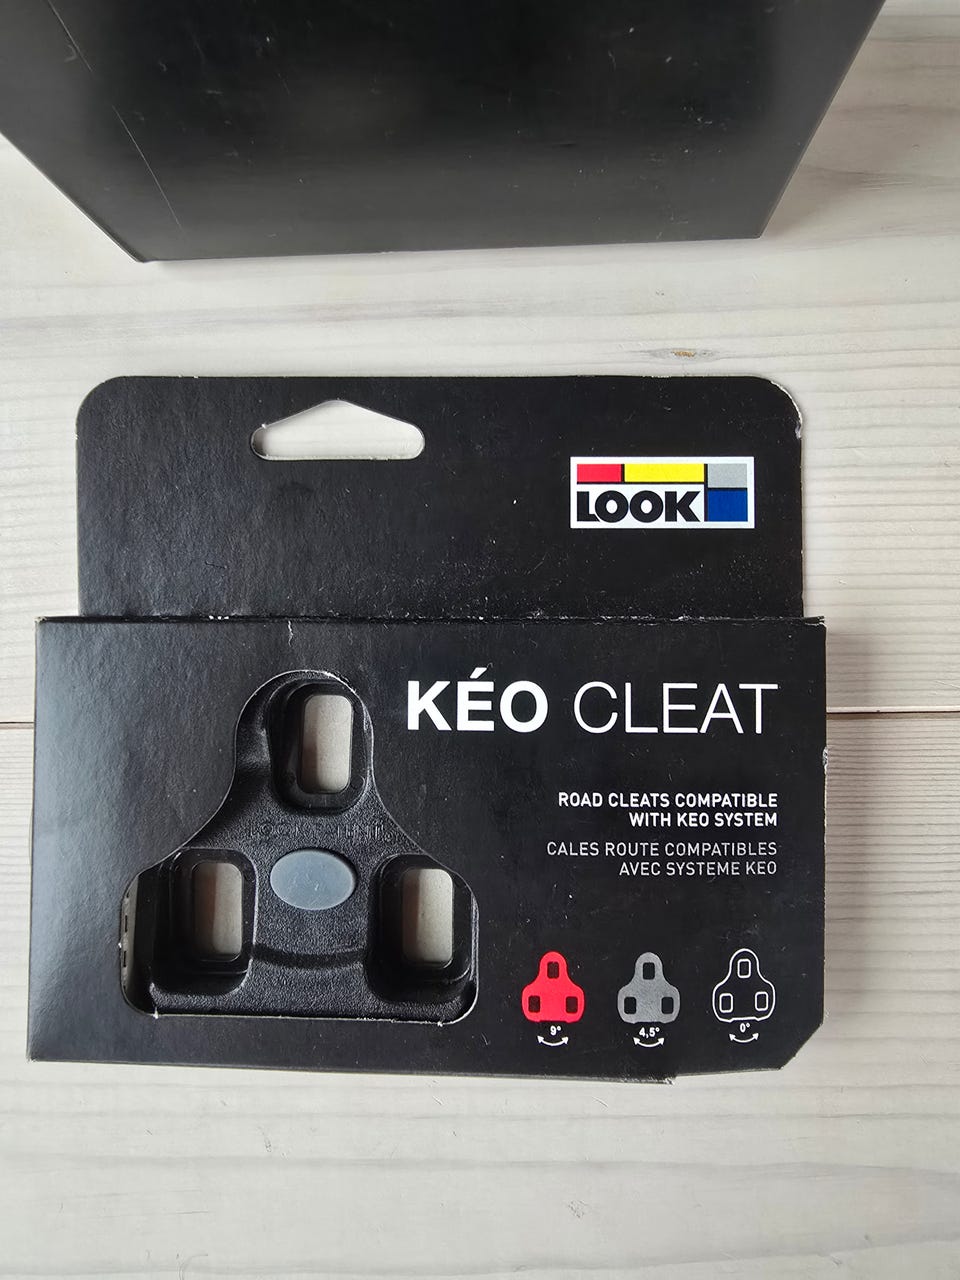 LOOK
KÉO CLEAT
ROAD CLEATS COMPATIBLE
WITH KEO SYSTEM
CALES ROUTE COMPATIBLES
AVEC SYSTEME KEO
9° 4,5° 0°